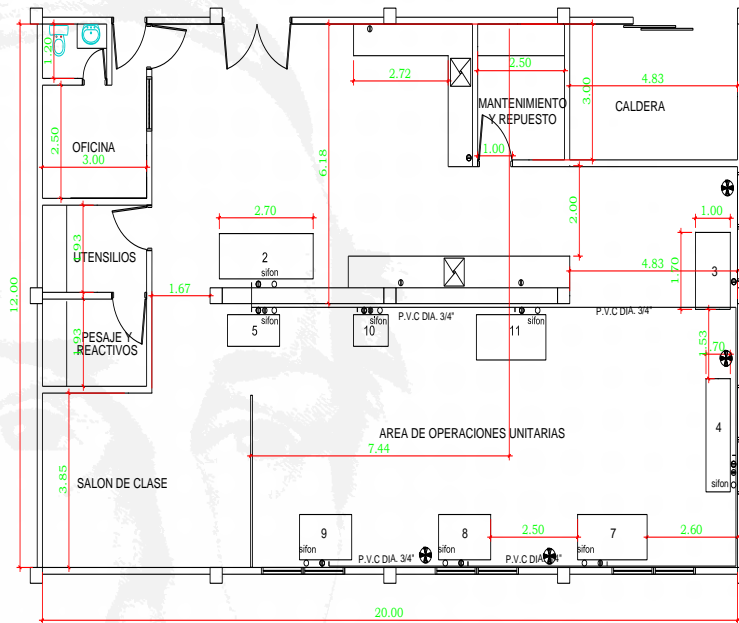 1.20
2.72
2.50
4.83
MANTENIMIENTO
Y REPUESTO
3.00
CALDERA
2.50
OFICINA
3.00
1.00
6.18
2.00
2.70
1.00
2
sifon
UTENSILIOS
1.93
1.67
4.83
1.70
3
12.00
5
sifon
10
P.V.C DIA. 3/4"
11
sifon
P.V.C DIA. 3/4"
PESAJE Y
REACTIVOS
1.93
1.53
.70
4
sifon
AREA DE OPERACIONES UNITARIAS
7.44
SALON DE CLASE
3.85
9
sifon
P.V.C DIA. 3/4"
8
sifon
2.50
P.V.C DIA. 3/4"
7
sifon
2.60
20.00